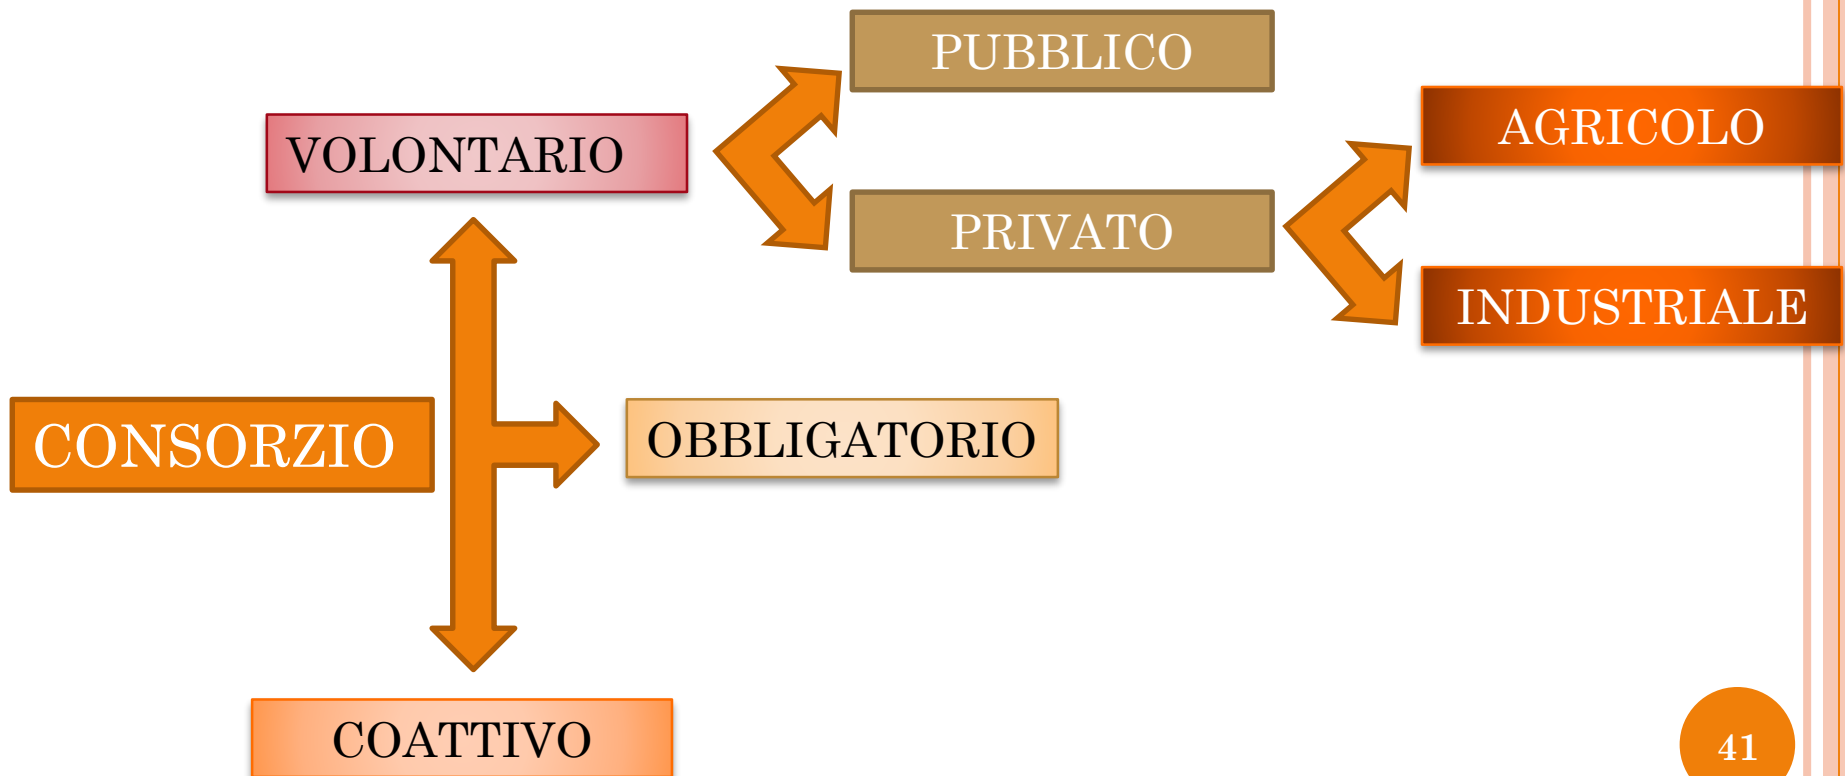 PUBBLICO
AGRICOLO
VOLONTARIO
PRIVATO
INDUSTRIALE
CONSORZIO
OBBLIGATORIO
COATTIVO
41